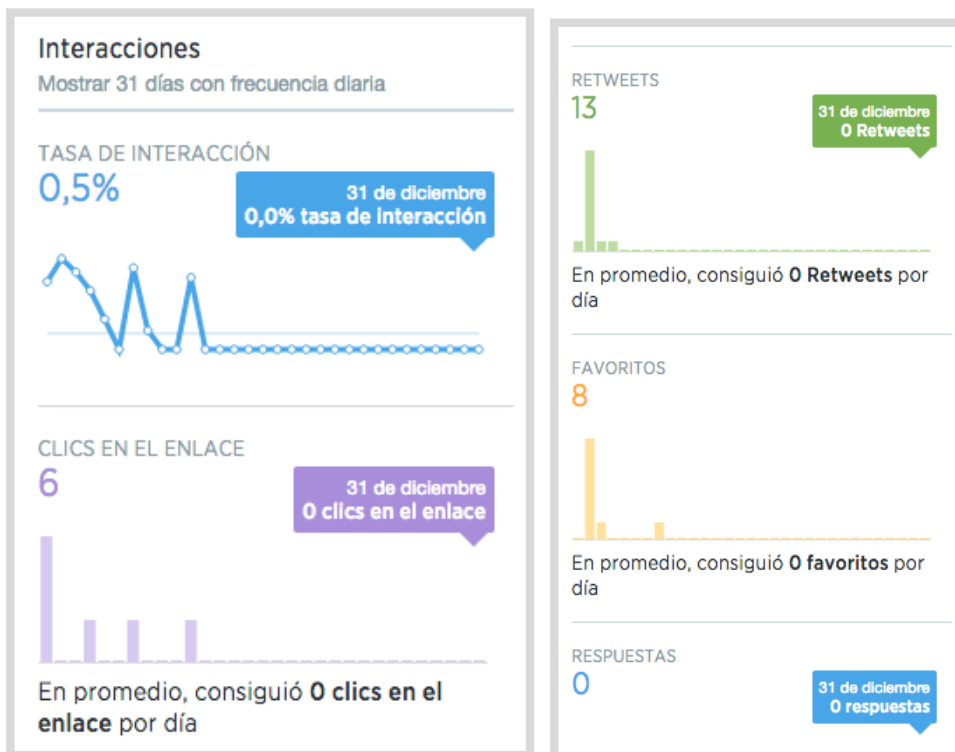 Interacciones
Mostrar 31 días con frecuencia diaria
TASA DE INTERACCIÓN
0,5%
31 de diciembre
0,0% tasa de interacción
CLICS EN EL ENLACE
6
31 de diciembre
0 clics en el enlace
En promedio, consiguió 0 clics en el
enlace por día
RETWEETS
13
31 de diciembre
0 Retweets
En promedio, consiguió 0 Retweets por
día
FAVORITOS
8
En promedio, consiguió 0 favoritos por
día
RESPUESTAS
0
31 de diciembre
0 respuestas